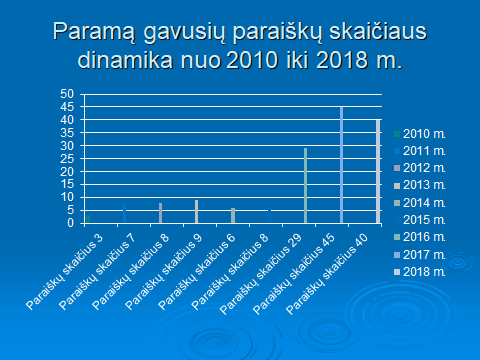 Paramą gavusių paraiškų skaičiaus
dinamika nuo 2010 iki 2018 m.
50
45
40
35
30
25
20
15
10
5
0
Paraiškų skaičius 3
Paraiškų skaičius 7
Paraiškų skaičius 8
Paraiškų skaičius 9
Paraiškų skaičius 6
Paraiškų skaičius 8
Paraiškų skaičius 29
Paraiškų skaičius 45
Paraiškų skaičius 40
2010 m.
2011 m.
2012 m.
2013 m.
2014 m.
2015 m.
2016 m.
2017 m.
2018 m.